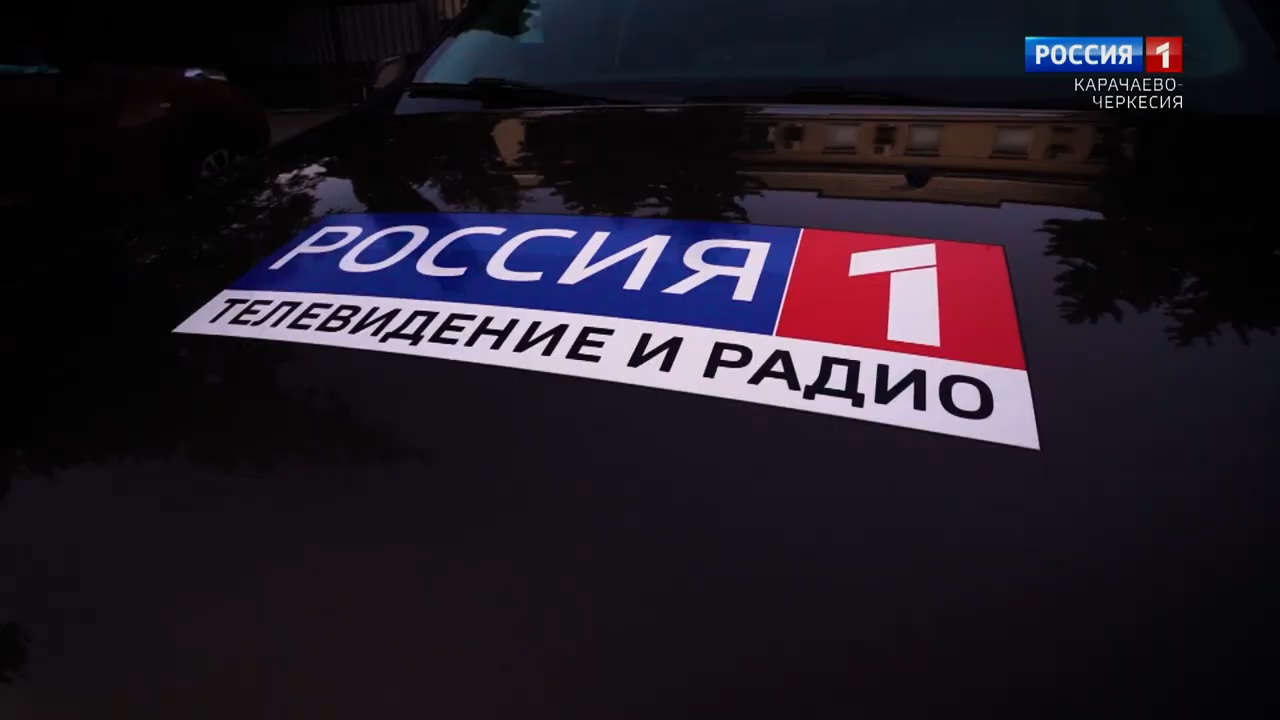 РОССИЯ 1
КАРАЧАЕВО-
ЧЕРКЕСИЯ
РОССИЯ 1
ТЕЛЕВИДЕНИЕ И РАДИО